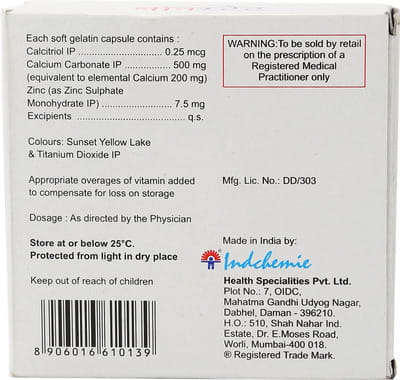 Each soft gelatin capsule contains :
Calcitriol IP ........................... 0.25 mcg
Calcium Carbonate IP .............. 500 mg
(equivalent to elemental Calcium 200 mg)
Zinc (as Zinc Sulphate
Monohydrate IP) ....................... 7.5 mg
Excipients ................................. q.s.
Colours: Sunset Yellow Lake
& Titanium Dioxide IP
Appropriate overages of vitamin added
to compensate for loss on storage
Dosage : As directed by the Physician
Store at or below 25°C.
Protected from light in dry place
Keep out of reach of children
8 906016 610139
WARNING:To be sold by retail
on the prescription of a
Registered Medical
Practitioner only
Mfg. Lic. No.: DD/303
Made in India by:
® Indchemie
Health Specialities Pvt. Ltd.
Plot No.: 7, OIDC,
Mahatma Gandhi Udyog Nagar,
Dabhel, Daman - 396210.
H.O.: 510, Shah Nahar Ind.
Estate, Dr. E.Moses Road,
Worli, Mumbai-400 018.
® Registered Trade Mark.